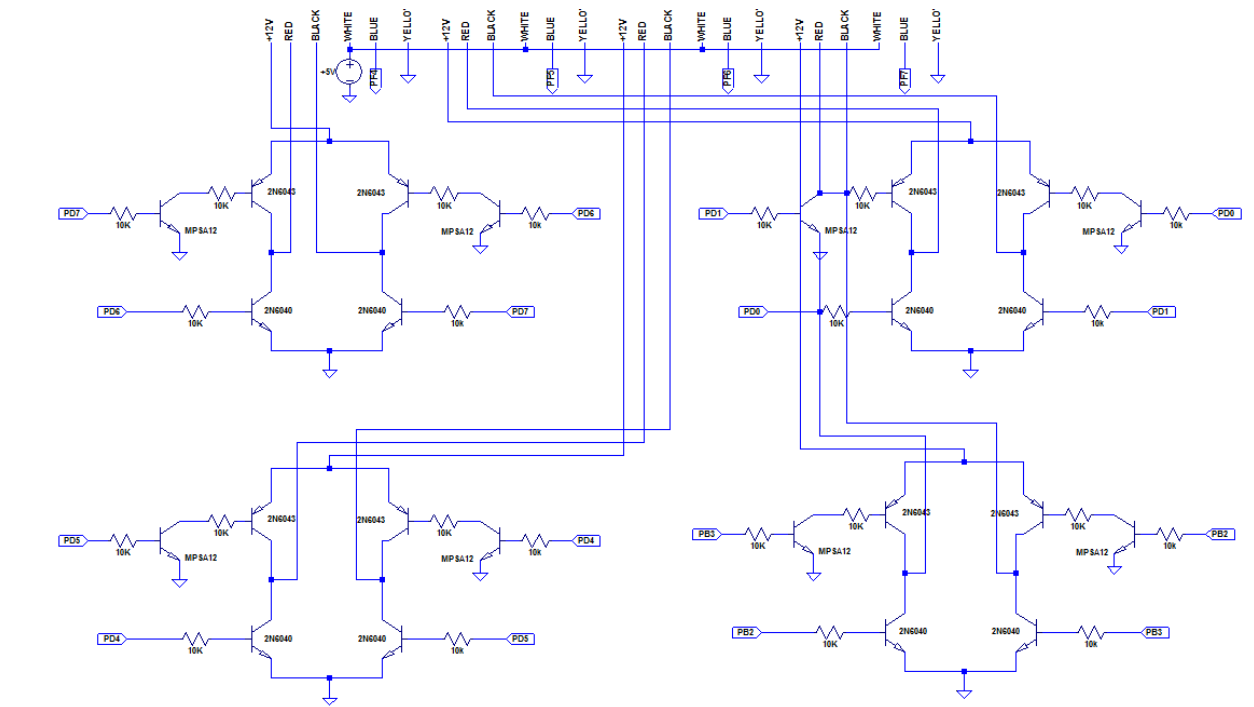 +12V RED BLACK WHITE BLUE YELLO' WHITE BLUE YELLO' +12V RED BLACK WHITE BLUE YELLO' +12V RED BLACK WHITE BLUE YELLO'
+12V RED BLACK
+5V PF4 PF5 PF6 PF7
2N6043 2N6043 2N6043 2N6043
10K 10K 10K 10K
PD7 PD6 PD1 PD0
10K 10k 10K 10k
MPSA12 MPSA12 MPSA12 MPSA12
PD6 2N6040 2N6040 PD7 PD0 2N6040 2N6040 PD1
10K 10k 10K 10k
2N6043 2N6043 2N6043 2N6043
10K 10K 10K 10K
PD5 PD4 PB3 PB2
10K 10k 10K 10k
MPSA12 MPSA12 MPSA12 MPSA12
PD4 2N6040 2N6040 PD5 PB2 2N6040 2N6040 PB3
10K 10k 10K 10k